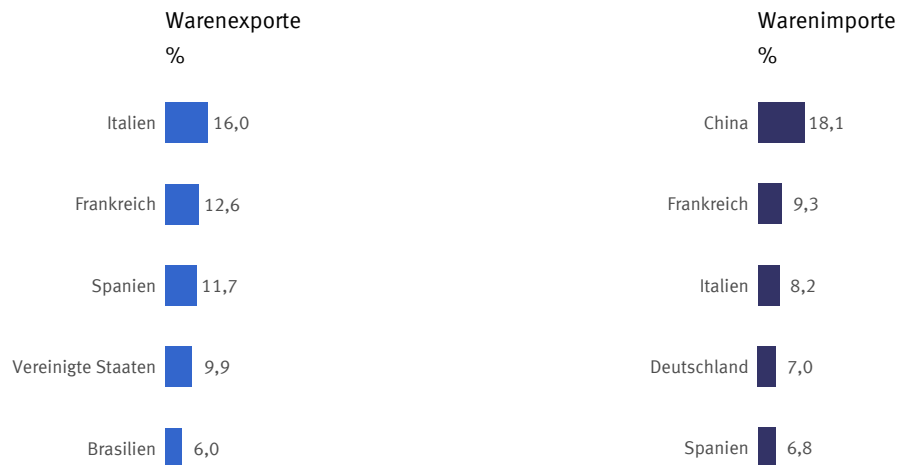 Warenexporte
%
Italien 16,0
Frankreich 12,6
Spanien 11,7
Vereinigte Staaten 9,9
Brasilien 6,0
Warenimporte
%
China 18,1
Frankreich 9,3
Italien 8,2
Deutschland 7,0
Spanien 6,8